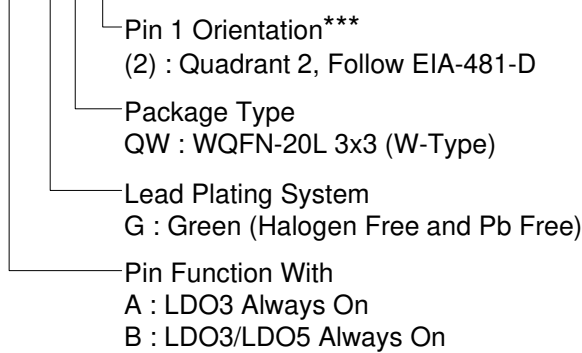 Pin 1 Orientation***
(2) : Quadrant 2, Follow EIA-481-D
Package Type
QW : WQFN-20L 3x3 (W-Type)
Lead Plating System
G : Green (Halogen Free and Pb Free)
Pin Function With
A : LDO3 Always On
B : LDO3/LDO5 Always On